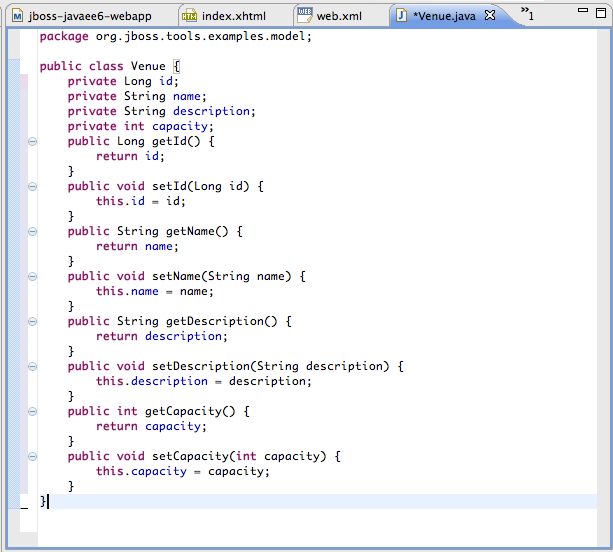 jboss-javaee6-webapp index.xhtml web.xml *Venue.java »1
package org.jboss.tools.examples.model;

public class Venue {
    private Long id;
    private String name;
    private String description;
    private int capacity;
    public Long getId() {
        return id;
    }
    public void setId(Long id) {
        this.id = id;
    }
    public String getName() {
        return name;
    }
    public void setName(String name) {
        this.name = name;
    }
    public String getDescription() {
        return description;
    }
    public void setDescription(String description) {
        this.description = description;
    }
    public int getCapacity() {
        return capacity;
    }
    public void setCapacity(int capacity) {
        this.capacity = capacity;
    }
}